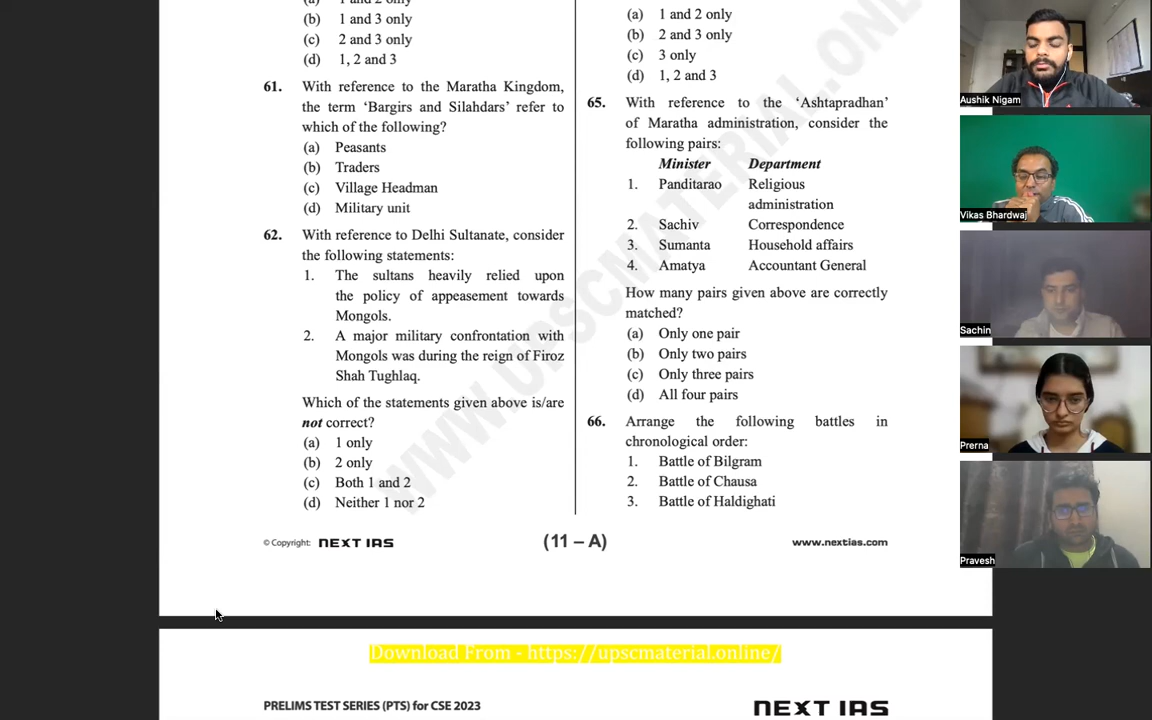 (b) 1 and 3 only
(c) 2 and 3 only
(d) 1, 2 and 3
61. With reference to the Maratha Kingdom,
the term ‘Bargirs and Silahdars’ refer to
which of the following?
(a) Peasants
(b) Traders
(c) Village Headman
(d) Military unit
62. With reference to Delhi Sultanate, consider
the following statements:
1. The sultans heavily relied upon
the policy of appeasement towards
Mongols.
2. A major military confrontation with
Mongols was during the reign of Firoz
Shah Tughlaq.
Which of the statements given above is/are
not correct?
(a) 1 only
(b) 2 only
(c) Both 1 and 2
(d) Neither 1 nor 2
(a) 1 and 2 only
(b) 2 and 3 only
(c) 3 only
(d) 1, 2 and 3
65. With reference to the ‘Ashtapradhan’
of Maratha administration, consider the
following pairs:
Minister Department
1. Panditarao Religious
administration
2. Sachiv Correspondence
3. Sumanta Household affairs
4. Amatya Accountant General
How many pairs given above are correctly
matched?
(a) Only one pair
(b) Only two pairs
(c) Only three pairs
(d) All four pairs
66. Arrange the following battles in
chronological order:
1. Battle of Bilgram
2. Battle of Chausa
3. Battle of Haldighati
WWW.UPSCMATERIAL.ONL
© Copyright: NEXT IAS (11 – A) www.nextias.com
Download From - https://upscmaterial.online/
PRELIMS TEST SERIES (PTS) for CSE 2023 NEXT IAS
Aushik Nigam
Vikas Bhardwaj
Sachin
Prerna
Pravesh